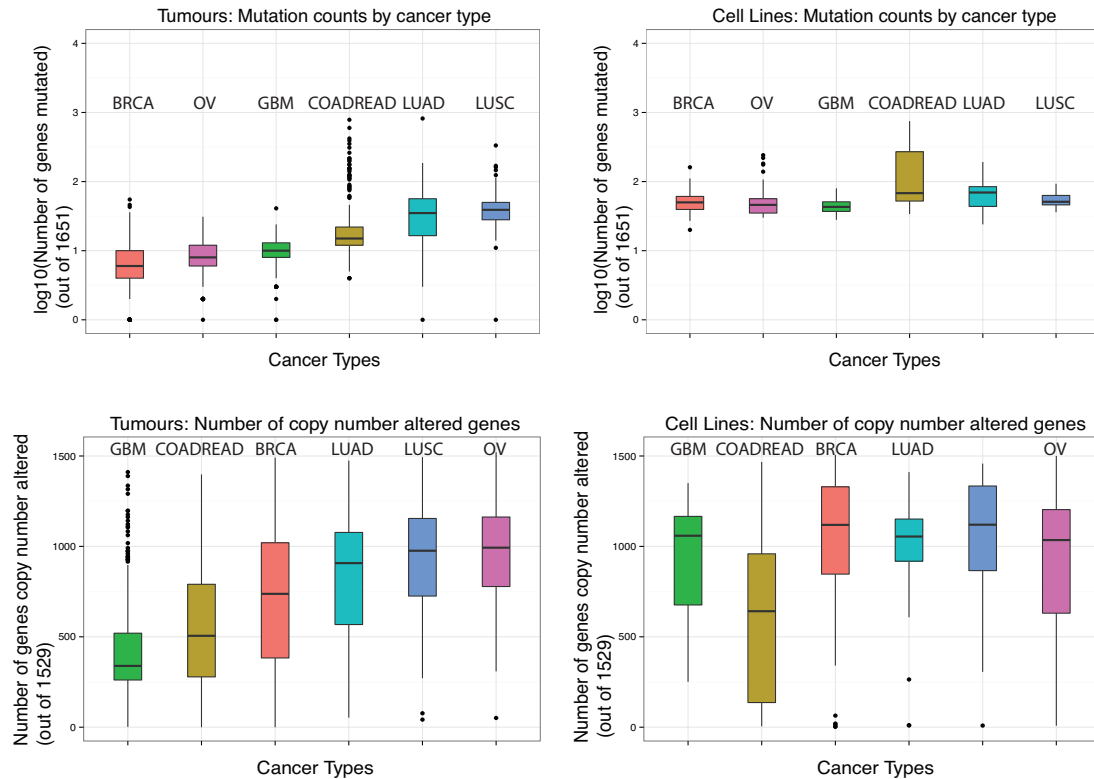 Tumours: Mutation counts by cancer type
log10(Number of genes mutated)
(out of 1651)
4
3
2
1
0
BRCA OV GBM COADREAD LUAD LUSC
Cancer Types
Cell Lines: Mutation counts by cancer type
log10(Number of genes mutated)
(out of 1651)
4
3
2
1
0
BRCA OV GBM COADREAD LUAD LUSC
Cancer Types
Tumours: Number of copy number altered genes
Number of genes copy number altered
(out of 1529)
1500
1000
500
0
GBM COADREAD BRCA LUAD LUSC OV
Cancer Types
Cell Lines: Number of copy number altered genes
Number of genes copy number altered
(out of 1529)
1500
1000
500
0
GBM COADREAD BRCA LUAD OV
Cancer Types